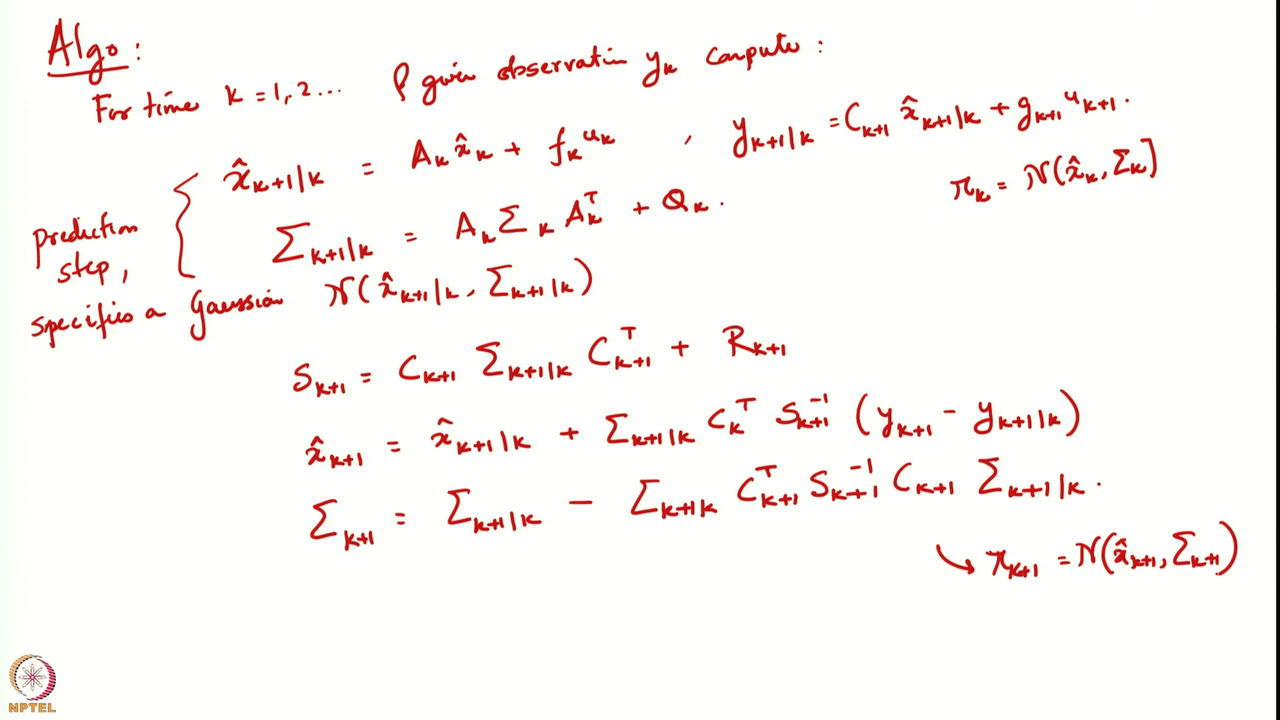 Algo:
For time k = 1, 2 ... & given observation y_k compute :
x̂_{k+1|k} = A_k x̂_k + f_k u_k , y_{k+1|k} = C_{k+1} x̂_{k+1|k} + g_{k+1} u_{k+1}.
π_k = N(x̂_k, Σ_k]
prediction step, Σ_{k+1|k} = A_k Σ_k A_k^T + Q_k.
specifies a Gaussian N(x̂_{k+1|k}, Σ_{k+1|k})
S_{k+1} = C_{k+1} Σ_{k+1|k} C_{k+1}^T + R_{k+1}
x̂_{k+1} = x̂_{k+1|k} + Σ_{k+1|k} C_k^T S_{k+1}^{-1} (y_{k+1} - y_{k+1|k})
Σ_{k+1} = Σ_{k+1|k} - Σ_{k+1|k} C_{k+1}^T S_{k+1}^{-1} C_{k+1} Σ_{k+1|k}.
↳ π_{k+1} = N(x̂_{k+1}, Σ_{k+1})
NPTEL